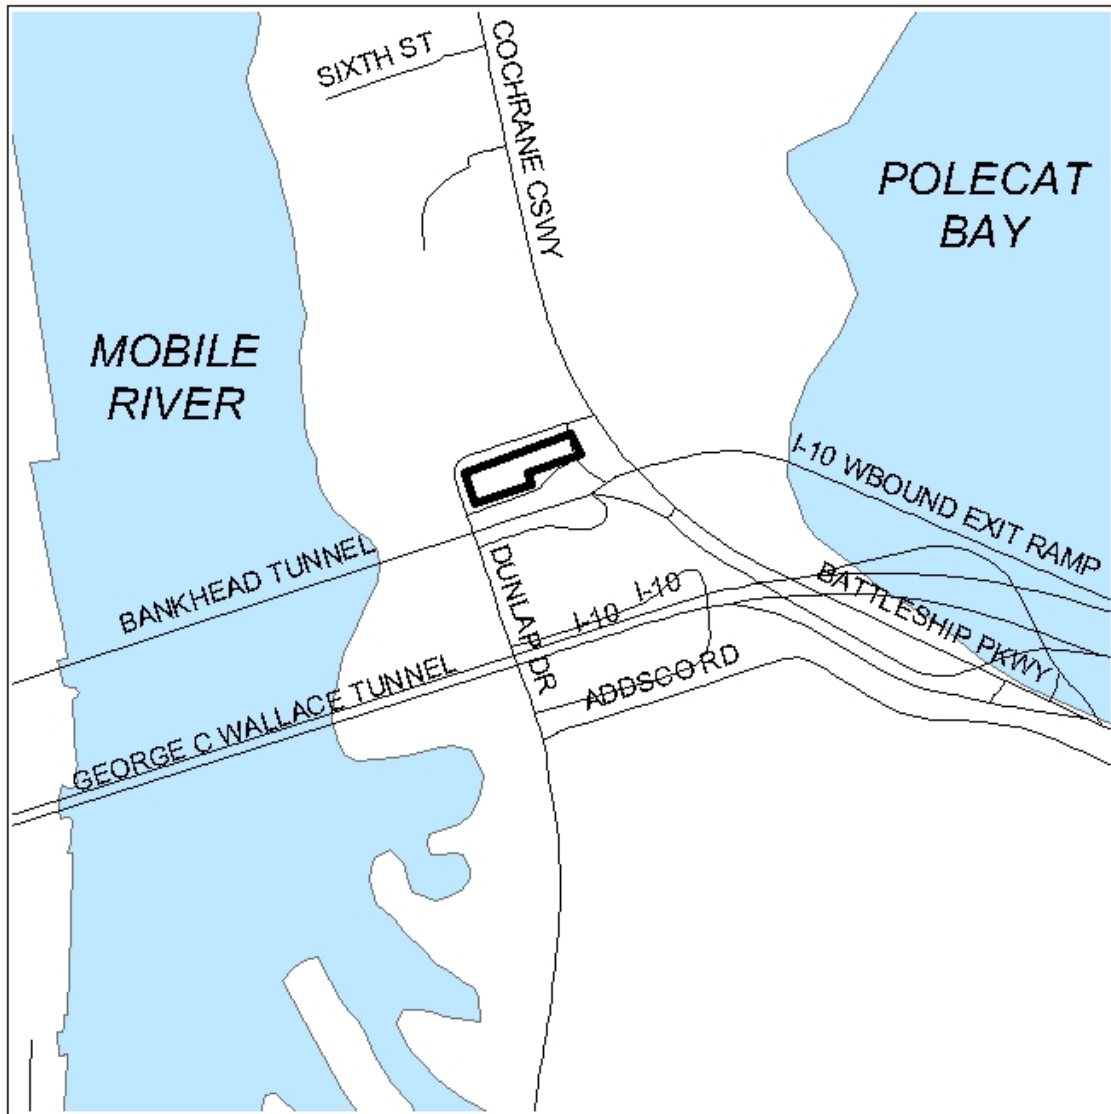 SIXTH ST
COCHRANE CSWY
POLECAT
BAY
MOBILE
RIVER
I-10 WBOUND EXIT RAMP
BANKHEAD TUNNEL
DUNLAP DR
I-10
I-10
BATTLESHIP PKWY
GEORGE C WALLACE TUNNEL
ADDSCO RD